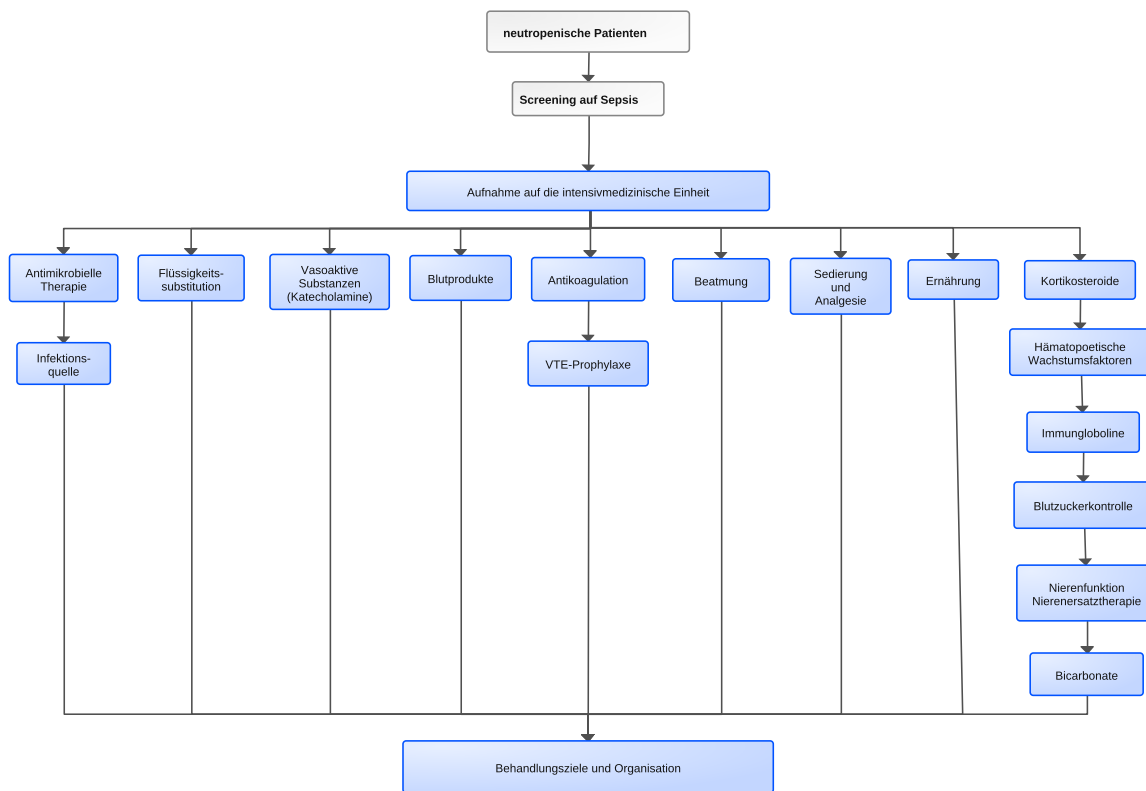 neutropenische Patienten
Screening auf Sepsis
Aufnahme auf die intensivmedizinische Einheit
Antimikrobielle
Therapie
Flüssigkeits-
substitution
Vasoaktive
Substanzen
(Katecholamine)
Blutprodukte
Antikoagulation
Beatmung
Sedierung
und
Analgesie
Ernährung
Kortikosteroide
Infektions-
quelle
VTE-Prophylaxe
Hämatopoetische
Wachstumsfaktoren
Immungloboline
Blutzuckerkontrolle
Nierenfunktion
Nierenersatztherapie
Bicarbonate
Behandlungsziele und Organisation